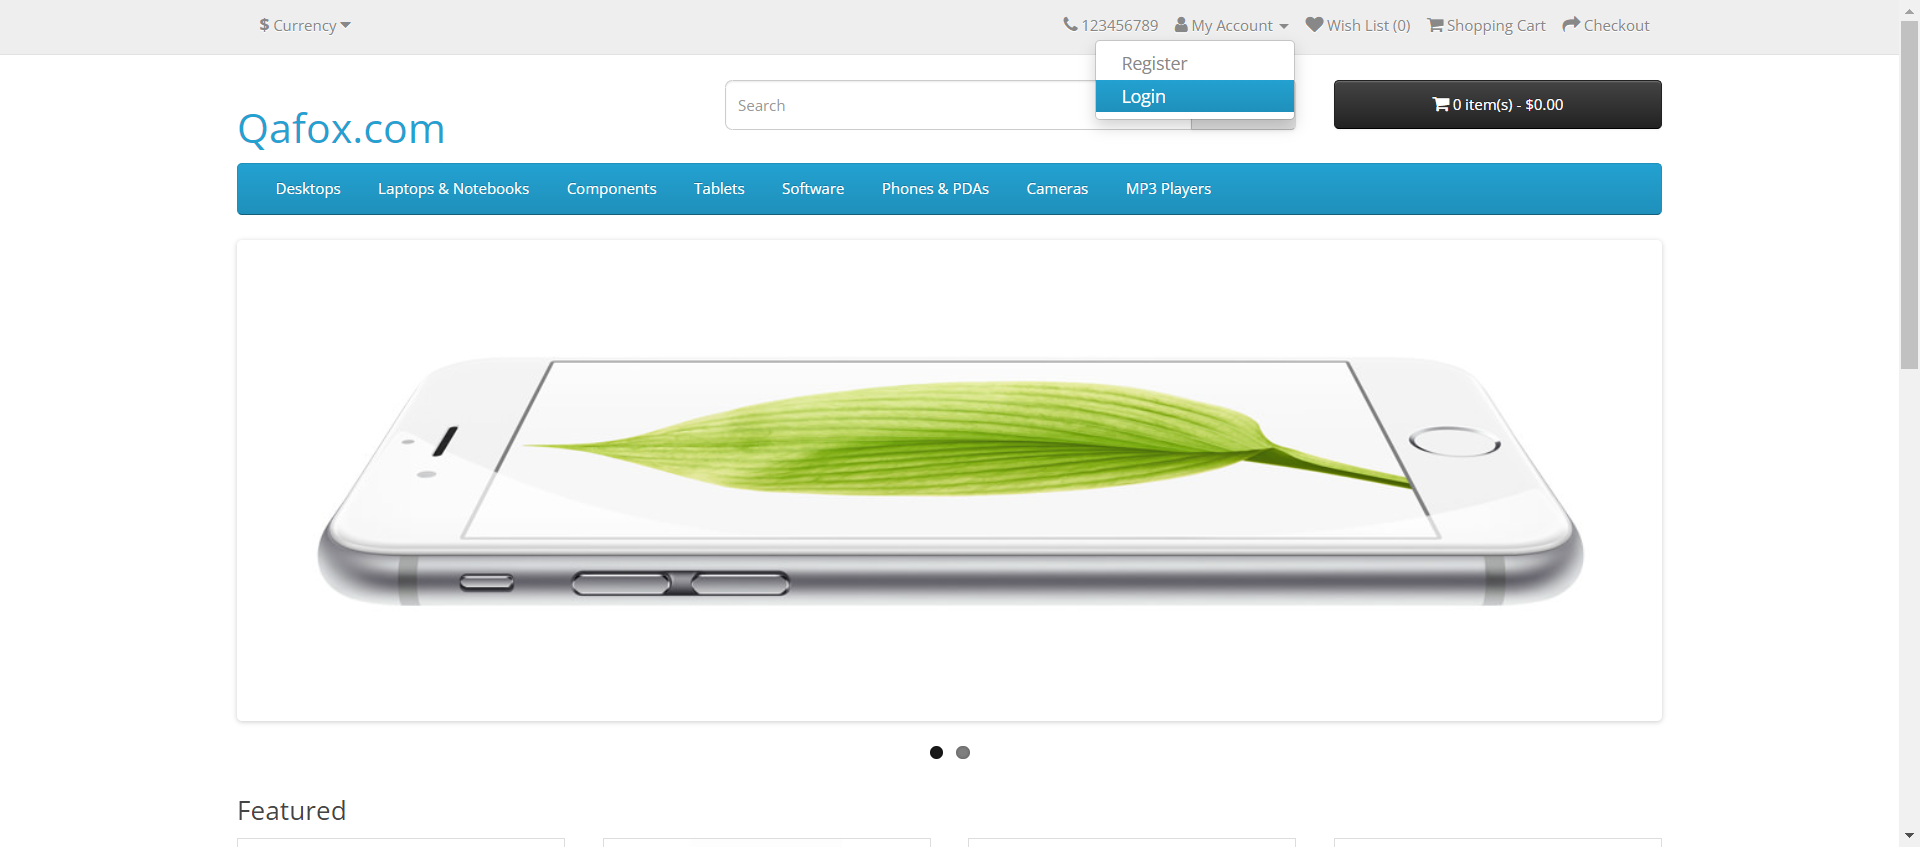 $ Currency
123456789 My Account Wish List (0) Shopping Cart Checkout
Register
Login
Search
0 item(s) - $0.00
Qafox.com
Desktops Laptops & Notebooks Components Tablets Software Phones & PDAs Cameras MP3 Players
Featured